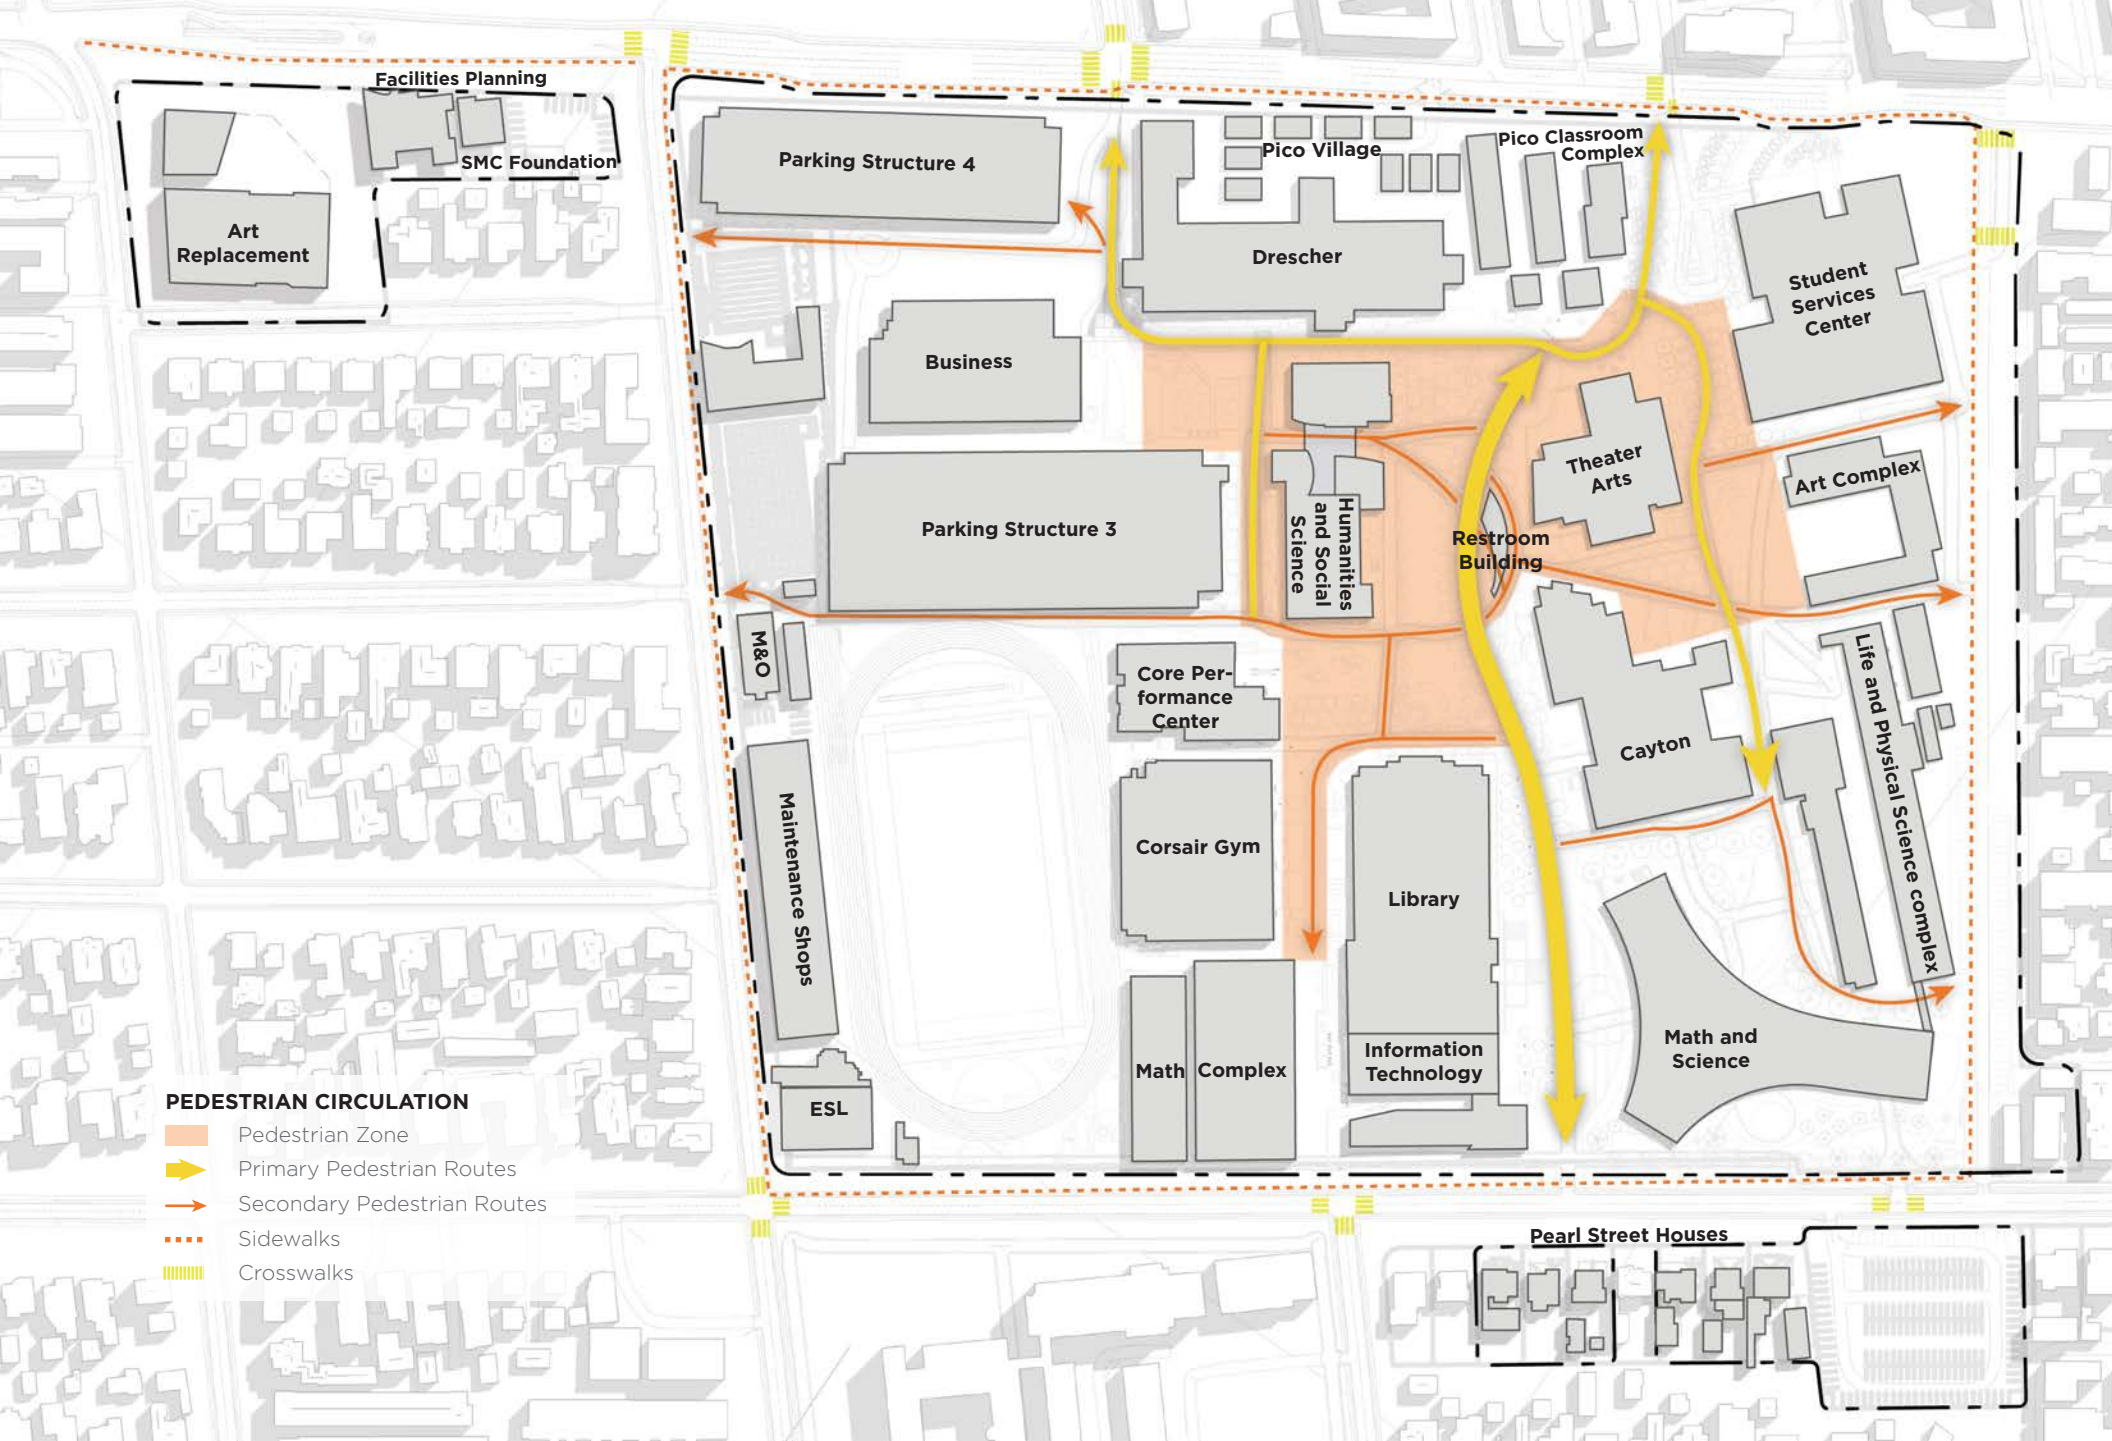 Facilities Planning
SMC Foundation
Art
Replacement
Parking Structure 4
Pico Village
Pico Classroom
Complex
Drescher
Student
Services
Center
Business
Theater
Arts
Art Complex
Parking Structure 3
Humanities
and Social
Science
Restroom
Building
M&O
Core Per-
formance
Center
Cayton
Life and Physical Science complex
Maintenance Shops
Corsair Gym
Library
Math and
Science
Information
Technology
Math Complex
ESL
PEDESTRIAN CIRCULATION
Pedestrian Zone
Primary Pedestrian Routes
Secondary Pedestrian Routes
Sidewalks
Crosswalks
Pearl Street Houses